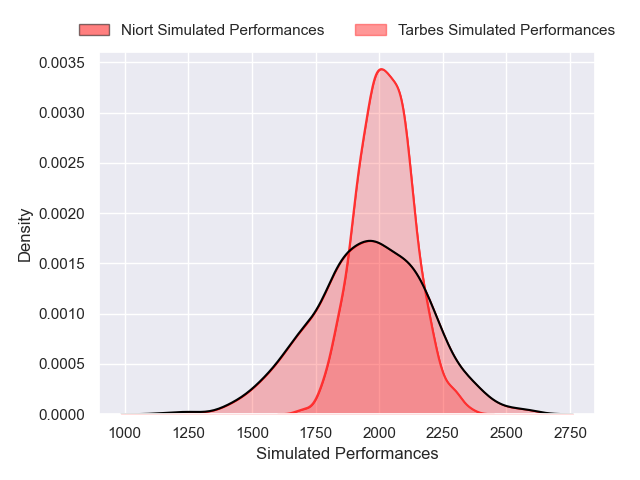 Niort Simulated Performances Tarbes Simulated Performances
0.0035
0.0030
0.0025
0.0020
0.0015
0.0010
0.0005
0.0000
Density
1000 1250 1500 1750 2000 2250 2500 2750
Simulated Performances